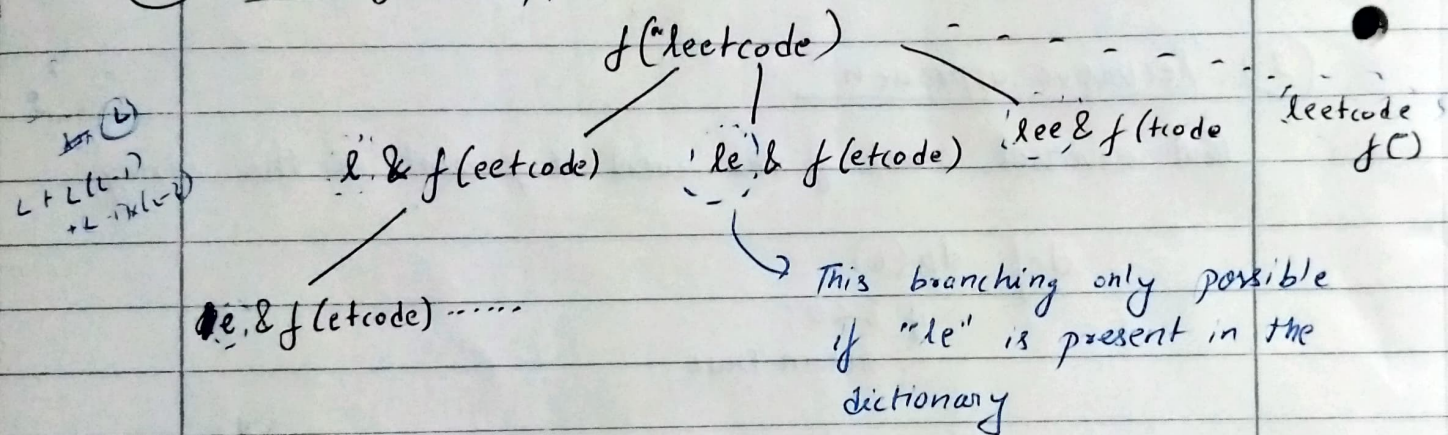 f("leetcode)
"l" & f(eetcode)
'le' & f(etcode)
'lee' & f(tcode
'leetcode'
f()
L + L(L-1)
e, & f(etcode) ......
This branching only possible
if "le" is present in the
dictionary